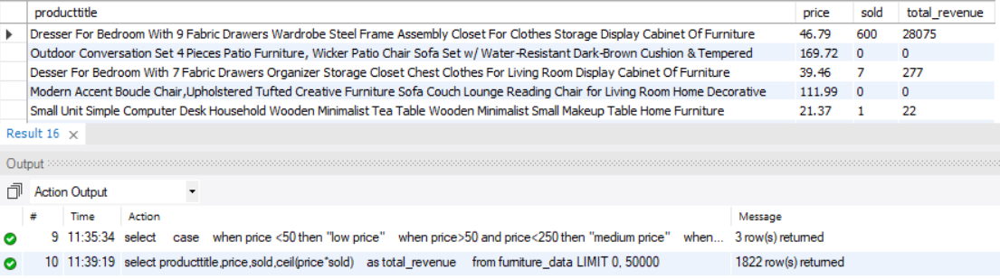 producttitle price sold total_revenue
Dresser For Bedroom With 9 Fabric Drawers Wardrobe Steel Frame Assembly Closet For Clothes Storage Display Cabinet Of Furniture 46.79 600 28075
Outdoor Conversation Set 4 Pieces Patio Furniture, Wicker Patio Chair Sofa Set w/ Water-Resistant Dark-Brown Cushion & Tempered 169.72 0 0
Desser For Bedroom With 7 Fabric Drawers Organizer Storage Closet Chest Clothes For Living Room Display Cabinet Of Furniture 39.46 7 277
Modern Accent Boucle Chair,Upholstered Tufted Creative Furniture Sofa Couch Lounge Reading Chair for Living Room Home Decorative 111.99 0 0
Small Unit Simple Computer Desk Household Wooden Minimalist Tea Table Wooden Minimalist Small Makeup Table Home Furniture 21.37 1 22
Result 16 ×
Output
Action Output
# Time Action Message
9 11:35:34 select case when price <50 then "low price" when price>50 and price<250 then "medium price" when... 3 row(s) returned
10 11:39:19 select producttitle,price,sold,ceil(price*sold) as total_revenue from furniture_data LIMIT 0, 50000 1822 row(s) returned